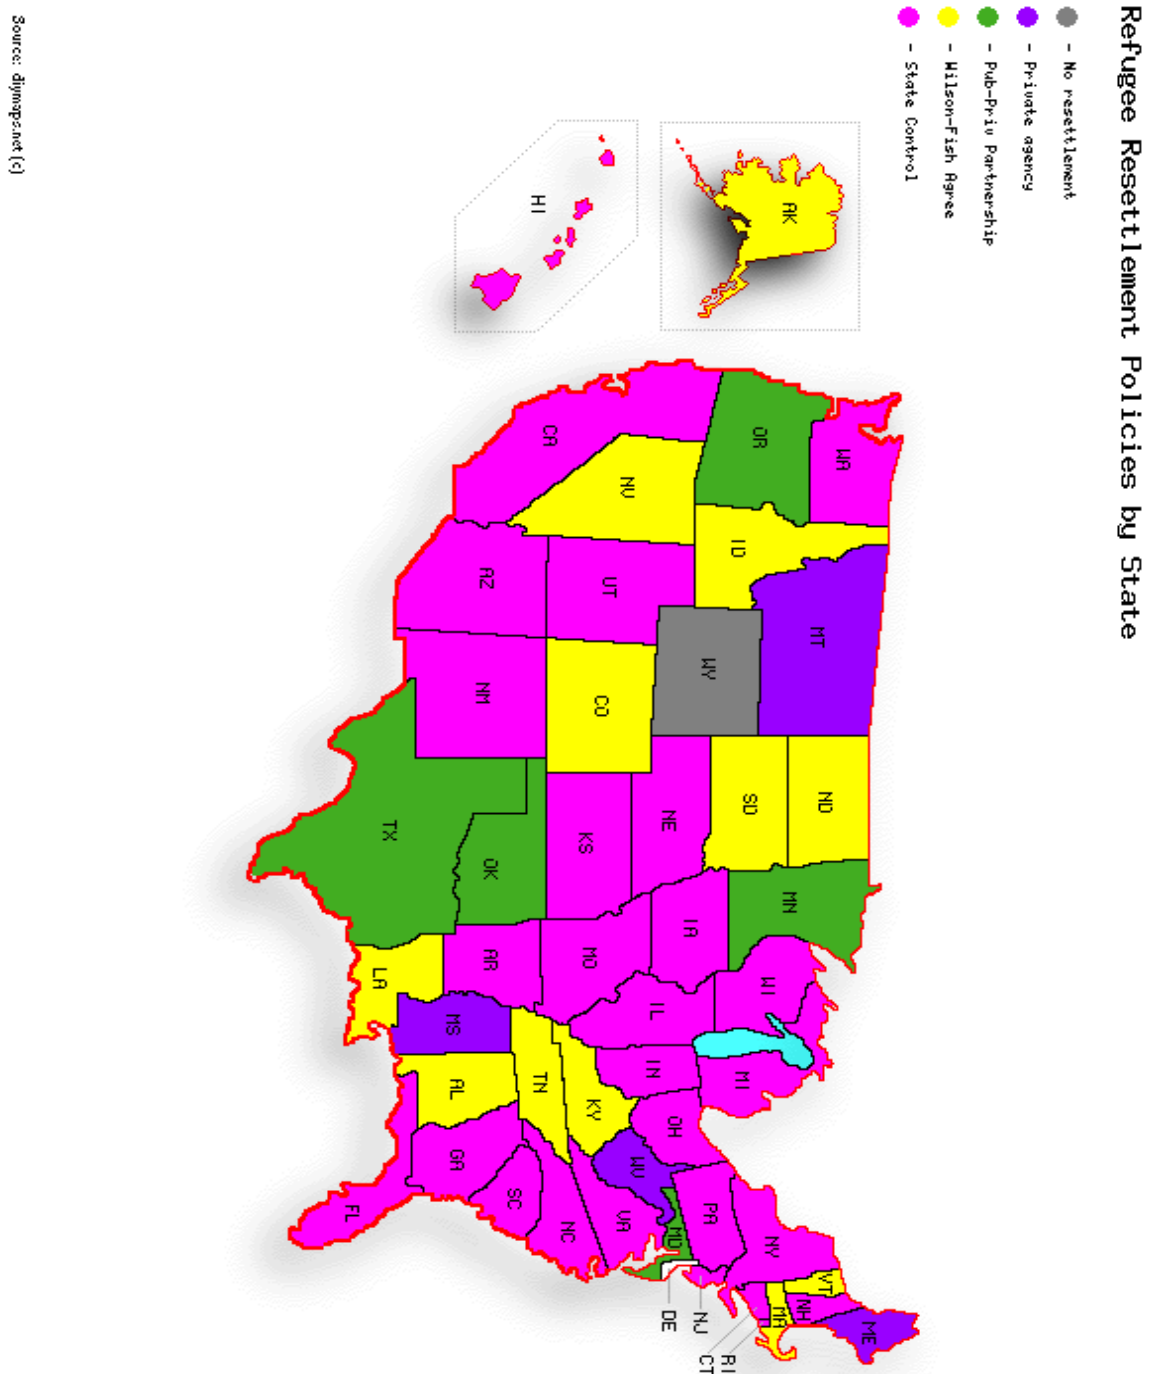 Refugee Resettlement Policies by State
- No resettlement
- Private agency
- Pub-Priv Partnership
- Wilson-Fish Agree
- State Control
AK
HI
WA
OR
CA
NV
ID
MT
WY
UT
AZ
CO
NM
ND
SD
NE
KS
OK
TX
MN
IA
MO
AR
LA
WI
IL
MS
MI
IN
KY
TN
AL
OH
WV
VA
NC
SC
GA
FL
PA
MD
NY
VT
NH
MA
ME
DE
NJ
CT
RI
Source: diymaps.net (c)